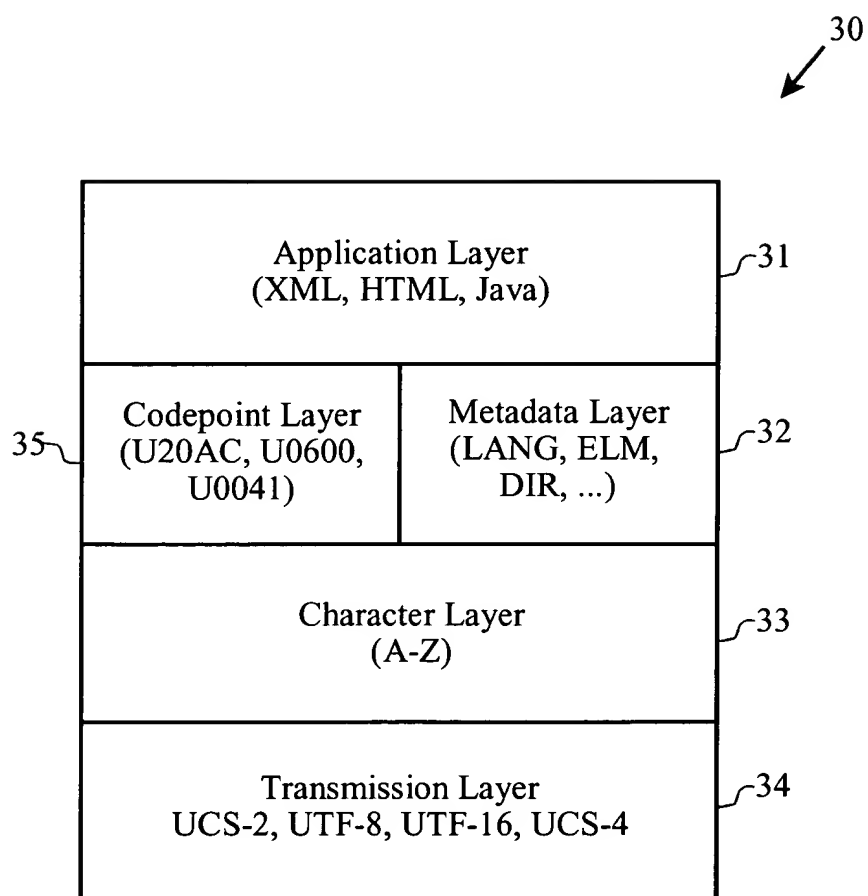 30
Application Layer
(XML, HTML, Java)
31
Codepoint Layer
(U20AC, U0600,
U0041)
35
Metadata Layer
(LANG, ELM,
DIR, ...)
32
Character Layer
(A-Z)
33
Transmission Layer
UCS-2, UTF-8, UTF-16, UCS-4
34